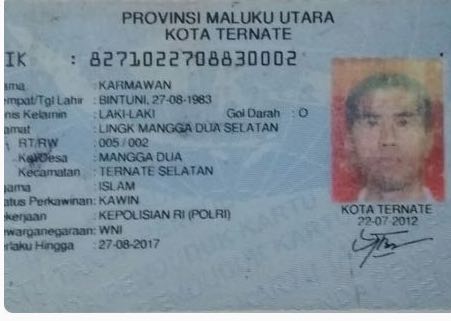 PROVINSI MALUKU UTARA
KOTA TERNATE
IK : 8271022708830002
ama : KARMAWAN
empat/Tgl Lahir : BINTUNI, 27-08-1983
nis Kelamin : LAKI-LAKI Gol Darah : O
amat : LINGK MANGGA DUA SELATAN
RT/RW : 005 / 002
Kel/Desa : MANGGA DUA
Kecamatan : TERNATE SELATAN
gama : ISLAM
atus Perkawinan: KAWIN
ekerjaan : KEPOLISIAN RI (POLRI)
ewarganegaraan: WNI
erlaku Hingga : 27-08-2017
KOTA TERNATE
22-07-2012